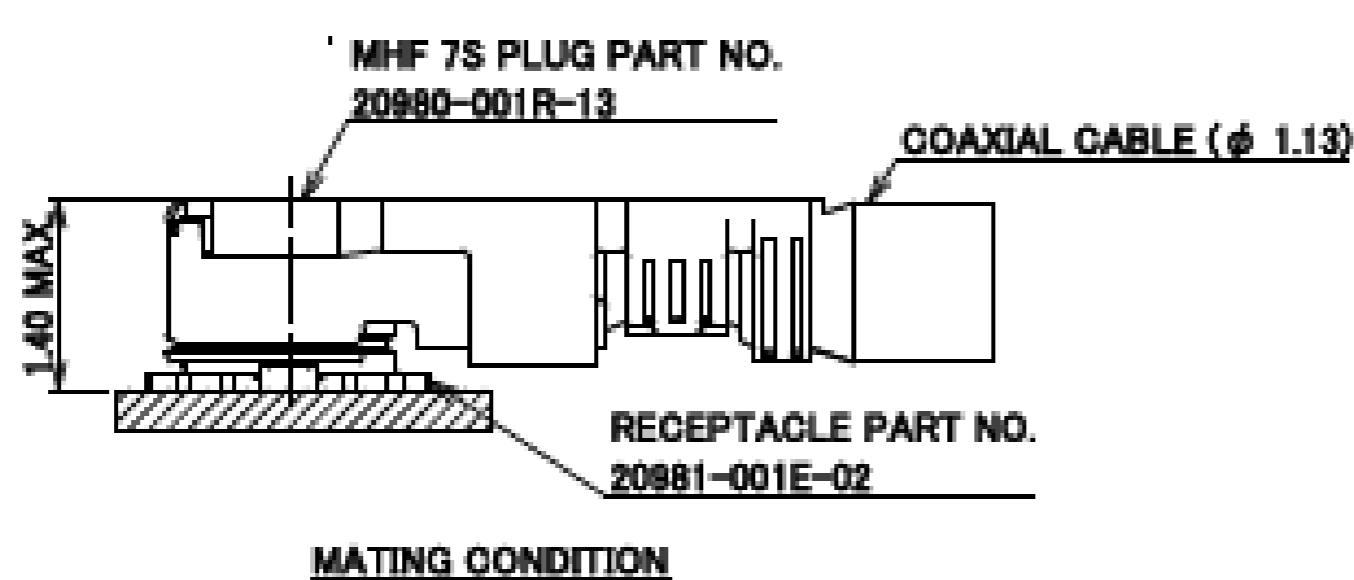 MHF 7S PLUG PART NO.
20980-001R-13
COAXIAL CABLE (ϕ 1.13)
1.40 MAX.
RECEPTACLE PART NO.
20981-001E-02
MATING CONDITION